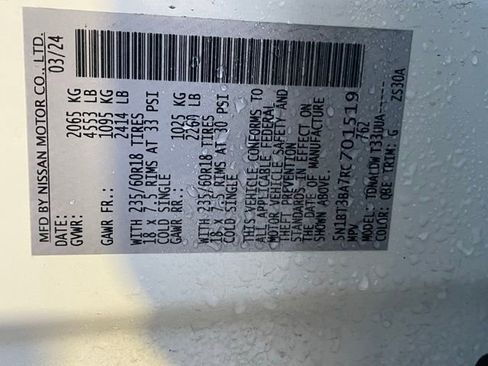 MFD BY NISSAN MOTOR CO., LTD.
DATE: 03/24
GVWR: 2065 KG
4553 LB
GAWR FR.: 1095 KG
2414 LB
WITH 235/60R18 TIRES
18 X 7.5 RIMS AT 33 PSI
COLD SINGLE
GAWR RR.: 1025 KG
2260 LB
WITH 235/60R18 TIRES
18 X 7.5 RIMS AT 30 PSI
COLD SINGLE
THIS VEHICLE CONFORMS TO
ALL APPLICABLE FEDERAL
MOTOR VEHICLE SAFETY AND
THEFT PREVENTION
STANDARDS IN EFFECT ON
THE DATE OF MANUFACTURE
SHOWN ABOVE.
5N1BT3BA7RC701519
MPV 762
MODEL:
COLOR: QBE TRIM: G ZS30A